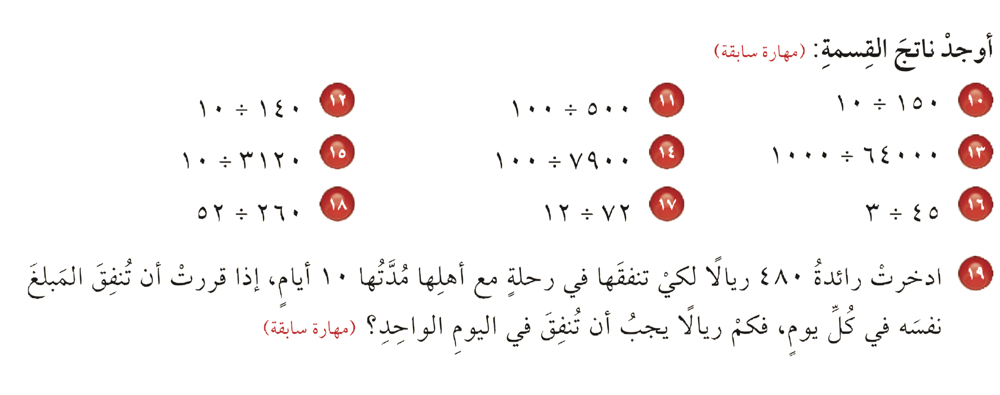 أوجدْ ناتجَ القِسمةِ: (مهارة سابقة)
١٠ ١٥٠ ÷ ١٠ ١١ ٥٠٠ ÷ ١٠٠ ١٢ ١٤٠ ÷ ١٠
١٣ ٦٤٠٠٠ ÷ ١٠٠٠ ١٤ ٧٩٠٠ ÷ ١٠٠ ١٥ ٣١٢٠ ÷ ١٠
١٦ ٤٥ ÷ ٣ ١٧ ٧٢ ÷ ١٢ ١٨ ٢٦٠ ÷ ٥٢
١٩ ادخرتْ رائدةُ ٤٨٠ ريالًا لكيْ تنفقَها في رحلةٍ مع أهلِها مُدَّتُها ١٠ أيامٍ، إذا قررتْ أن تُنفِقَ المَبلغَ
نفسَه في كُلِّ يومٍ، فكمْ ريالًا يجبُ أن تُنفِقَ في اليومِ الواحِدِ؟ (مهارة سابقة)